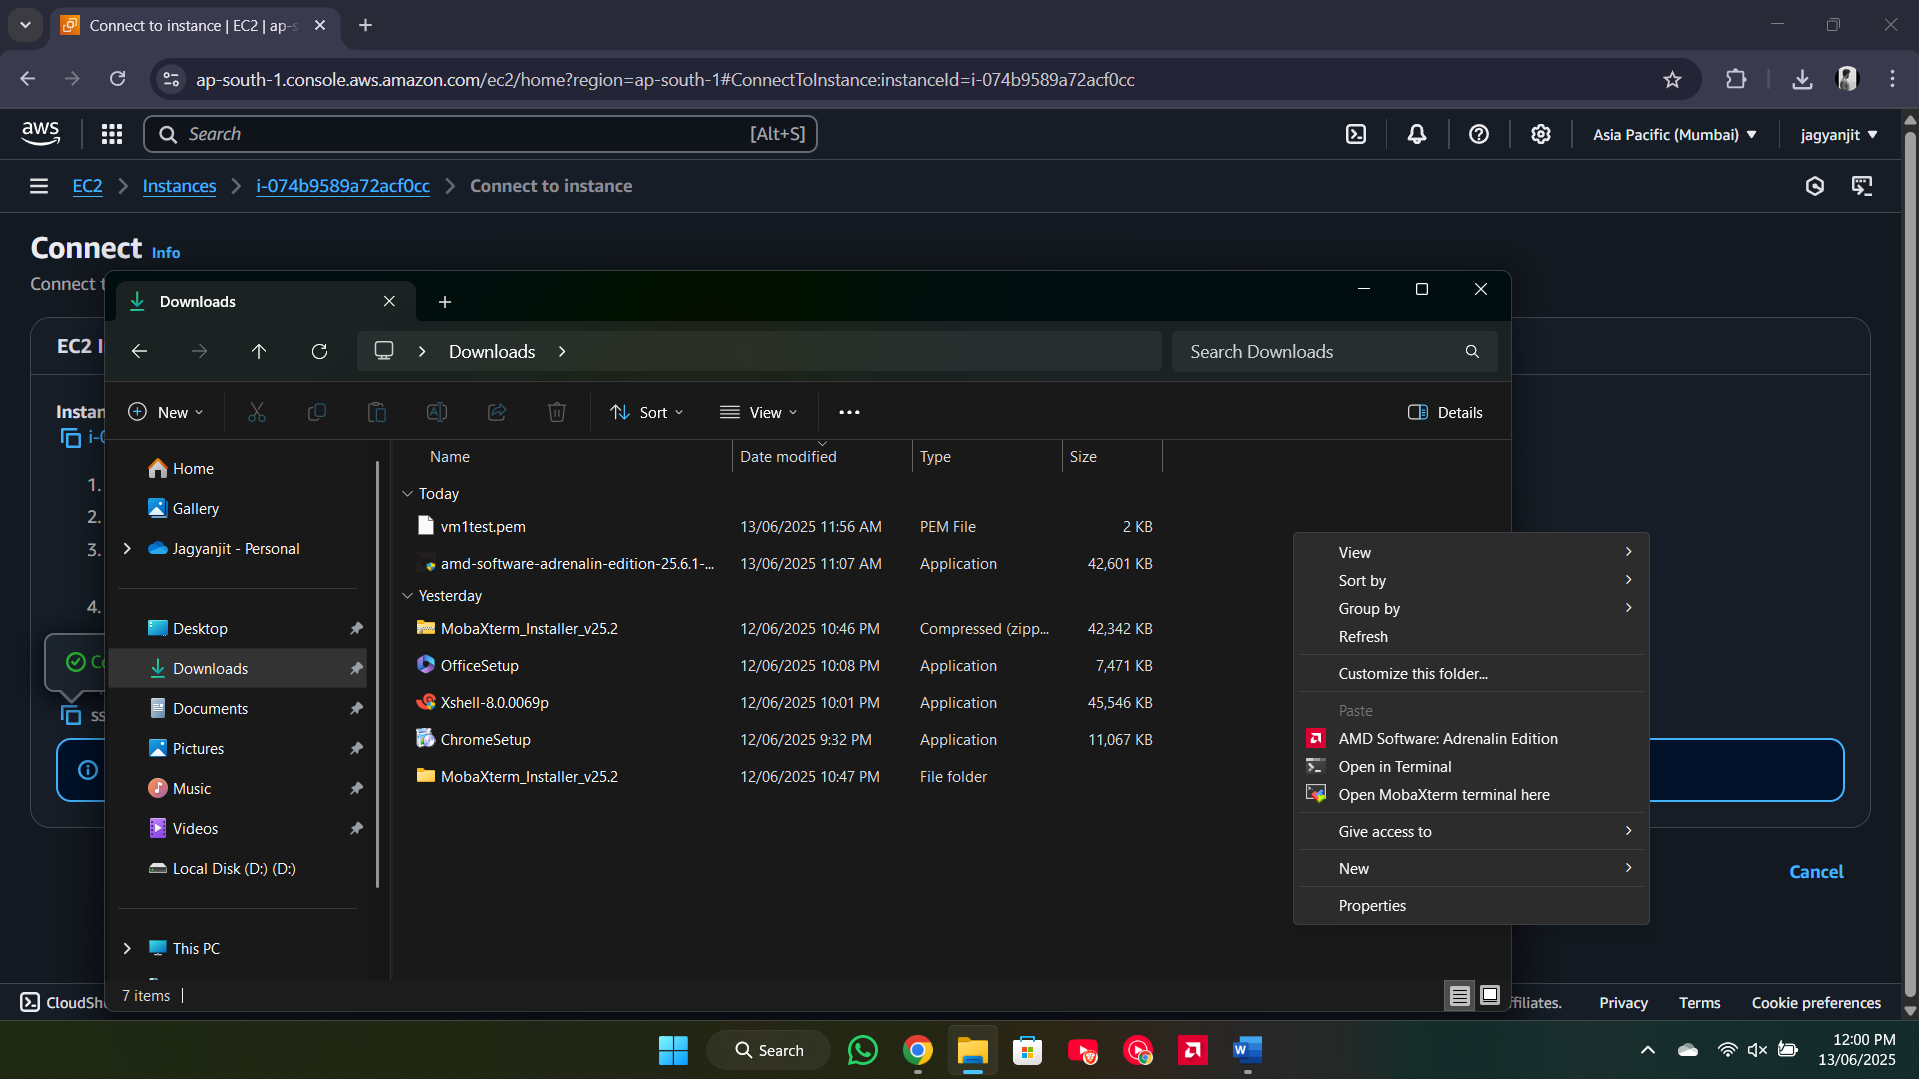 Connect to instance | EC2 | ap-s
ap-south-1.console.aws.amazon.com/ec2/home?region=ap-south-1#ConnectToInstance:instanceId=i-074b9589a72acf0cc
aws
Search
[Alt+S]
Asia Pacific (Mumbai)
jagyanjit
EC2
Instances
i-074b9589a72acf0cc
Connect to instance
Connect Info
Connect t
EC2 I
Instan
i-0
1.
2.
3.
4.
Co
ss
Downloads
Downloads
Search Downloads
New
Sort
View
Details
Home
Gallery
Jagyanjit - Personal
Desktop
Downloads
Documents
Pictures
Music
Videos
Local Disk (D:) (D:)
This PC
Name Date modified Type Size
Today
vm1test.pem 13/06/2025 11:56 AM PEM File 2 KB
amd-software-adrenalin-edition-25.6.1-... 13/06/2025 11:07 AM Application 42,601 KB
Yesterday
MobaXterm_Installer_v25.2 12/06/2025 10:46 PM Compressed (zipp... 42,342 KB
OfficeSetup 12/06/2025 10:08 PM Application 7,471 KB
Xshell-8.0.0069p 12/06/2025 10:01 PM Application 45,546 KB
ChromeSetup 12/06/2025 9:32 PM Application 11,067 KB
MobaXterm_Installer_v25.2 12/06/2025 10:47 PM File folder
7 items
View
Sort by
Group by
Refresh
Customize this folder...
Paste
AMD Software: Adrenalin Edition
Open in Terminal
Open MobaXterm terminal here
Give access to
New
Properties
Cancel
CloudShe
ffiliates.
Privacy
Terms
Cookie preferences
Search
12:00 PM
13/06/2025